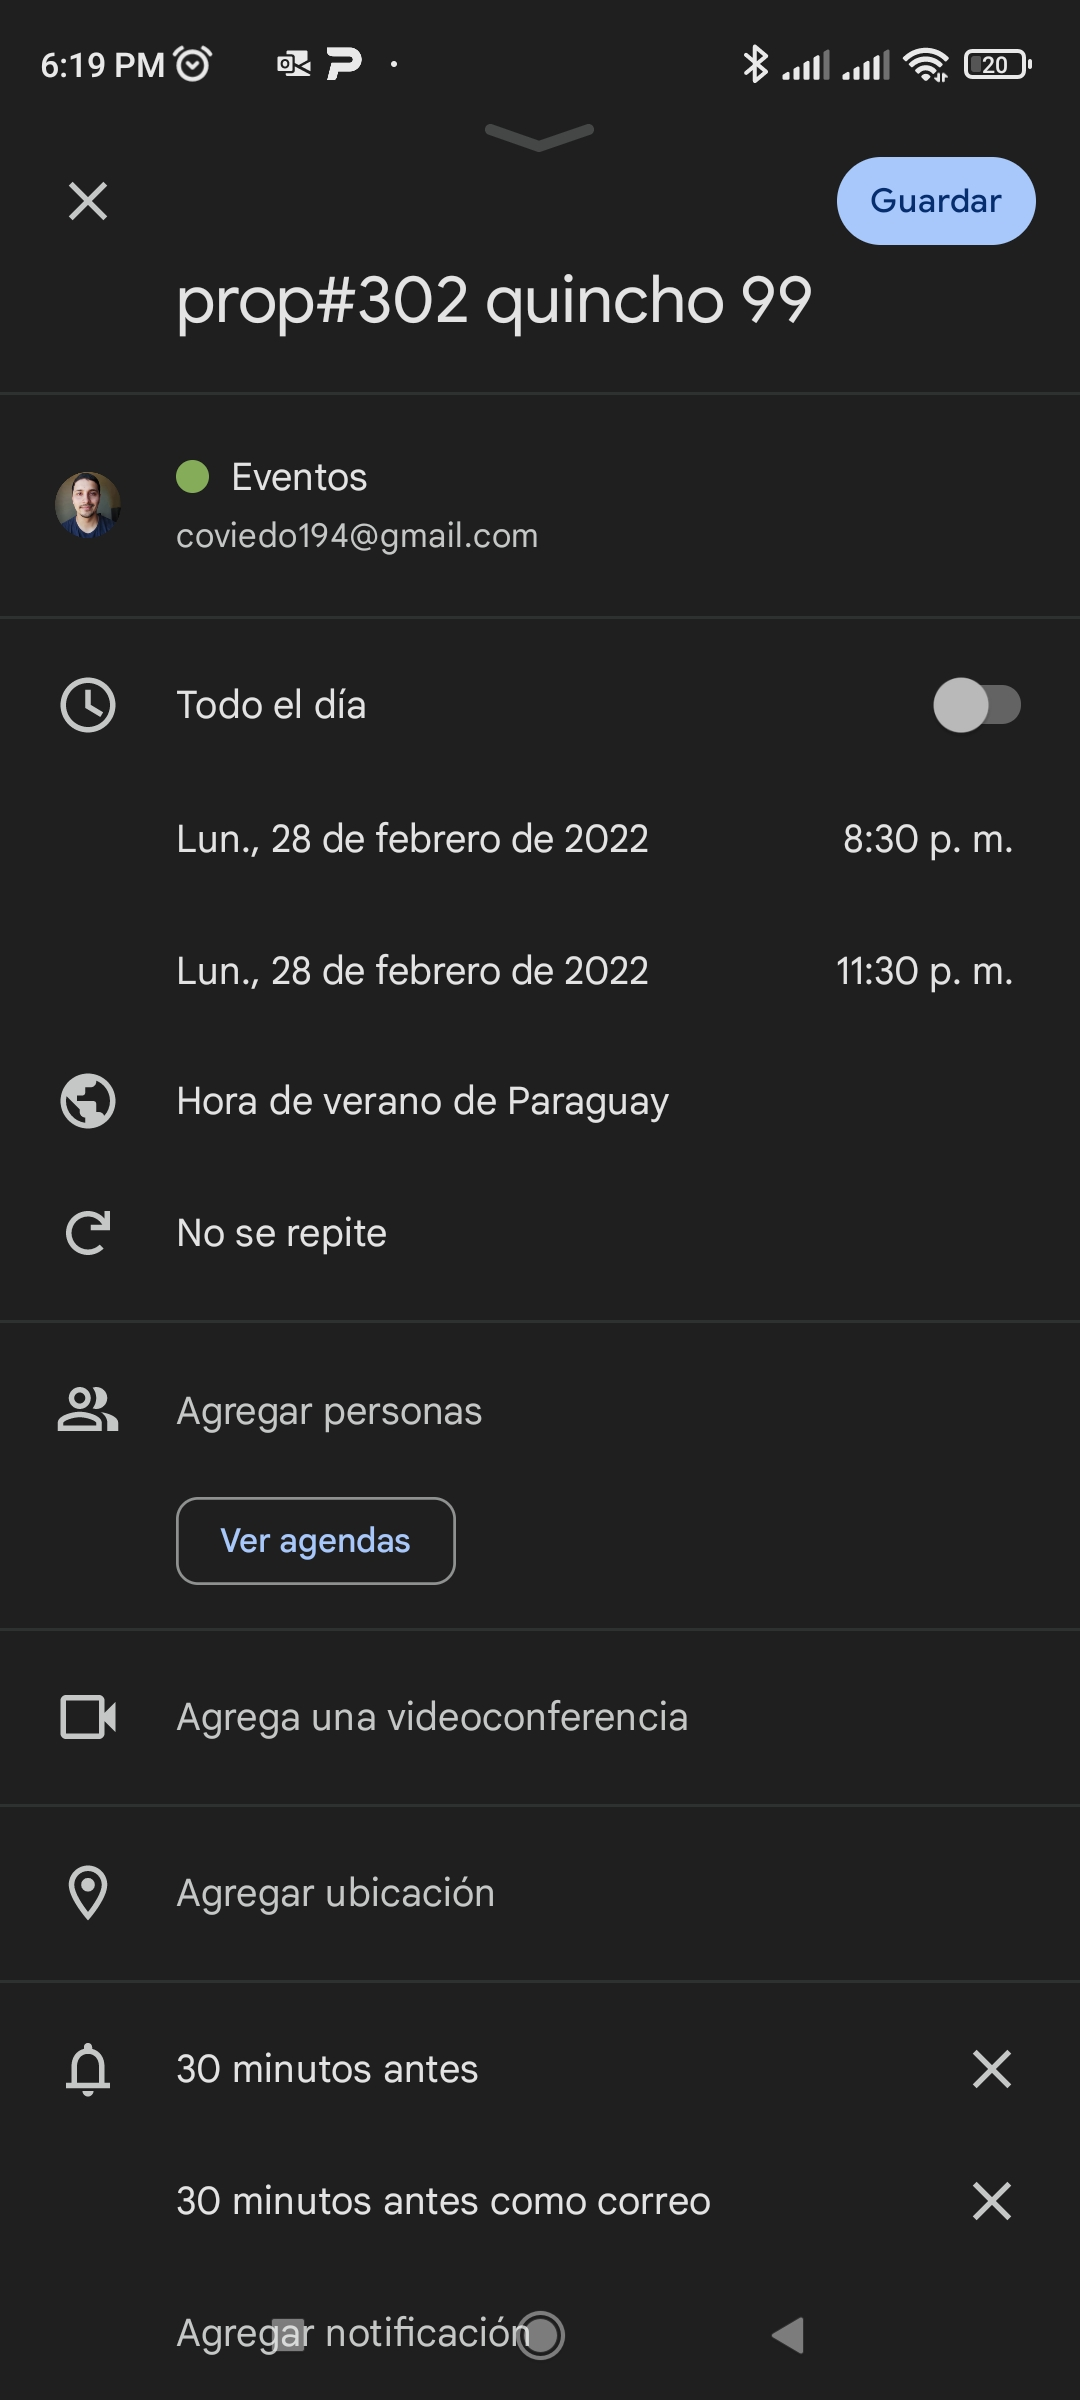 6:19 PM
20
Guardar
prop#302 quincho 99
Eventos
coviedo194@gmail.com
Todo el día
Lun., 28 de febrero de 2022 8:30 p. m.
Lun., 28 de febrero de 2022 11:30 p. m.
Hora de verano de Paraguay
No se repite
Agregar personas
Ver agendas
Agrega una videoconferencia
Agregar ubicación
30 minutos antes
30 minutos antes como correo
Agregar notificación